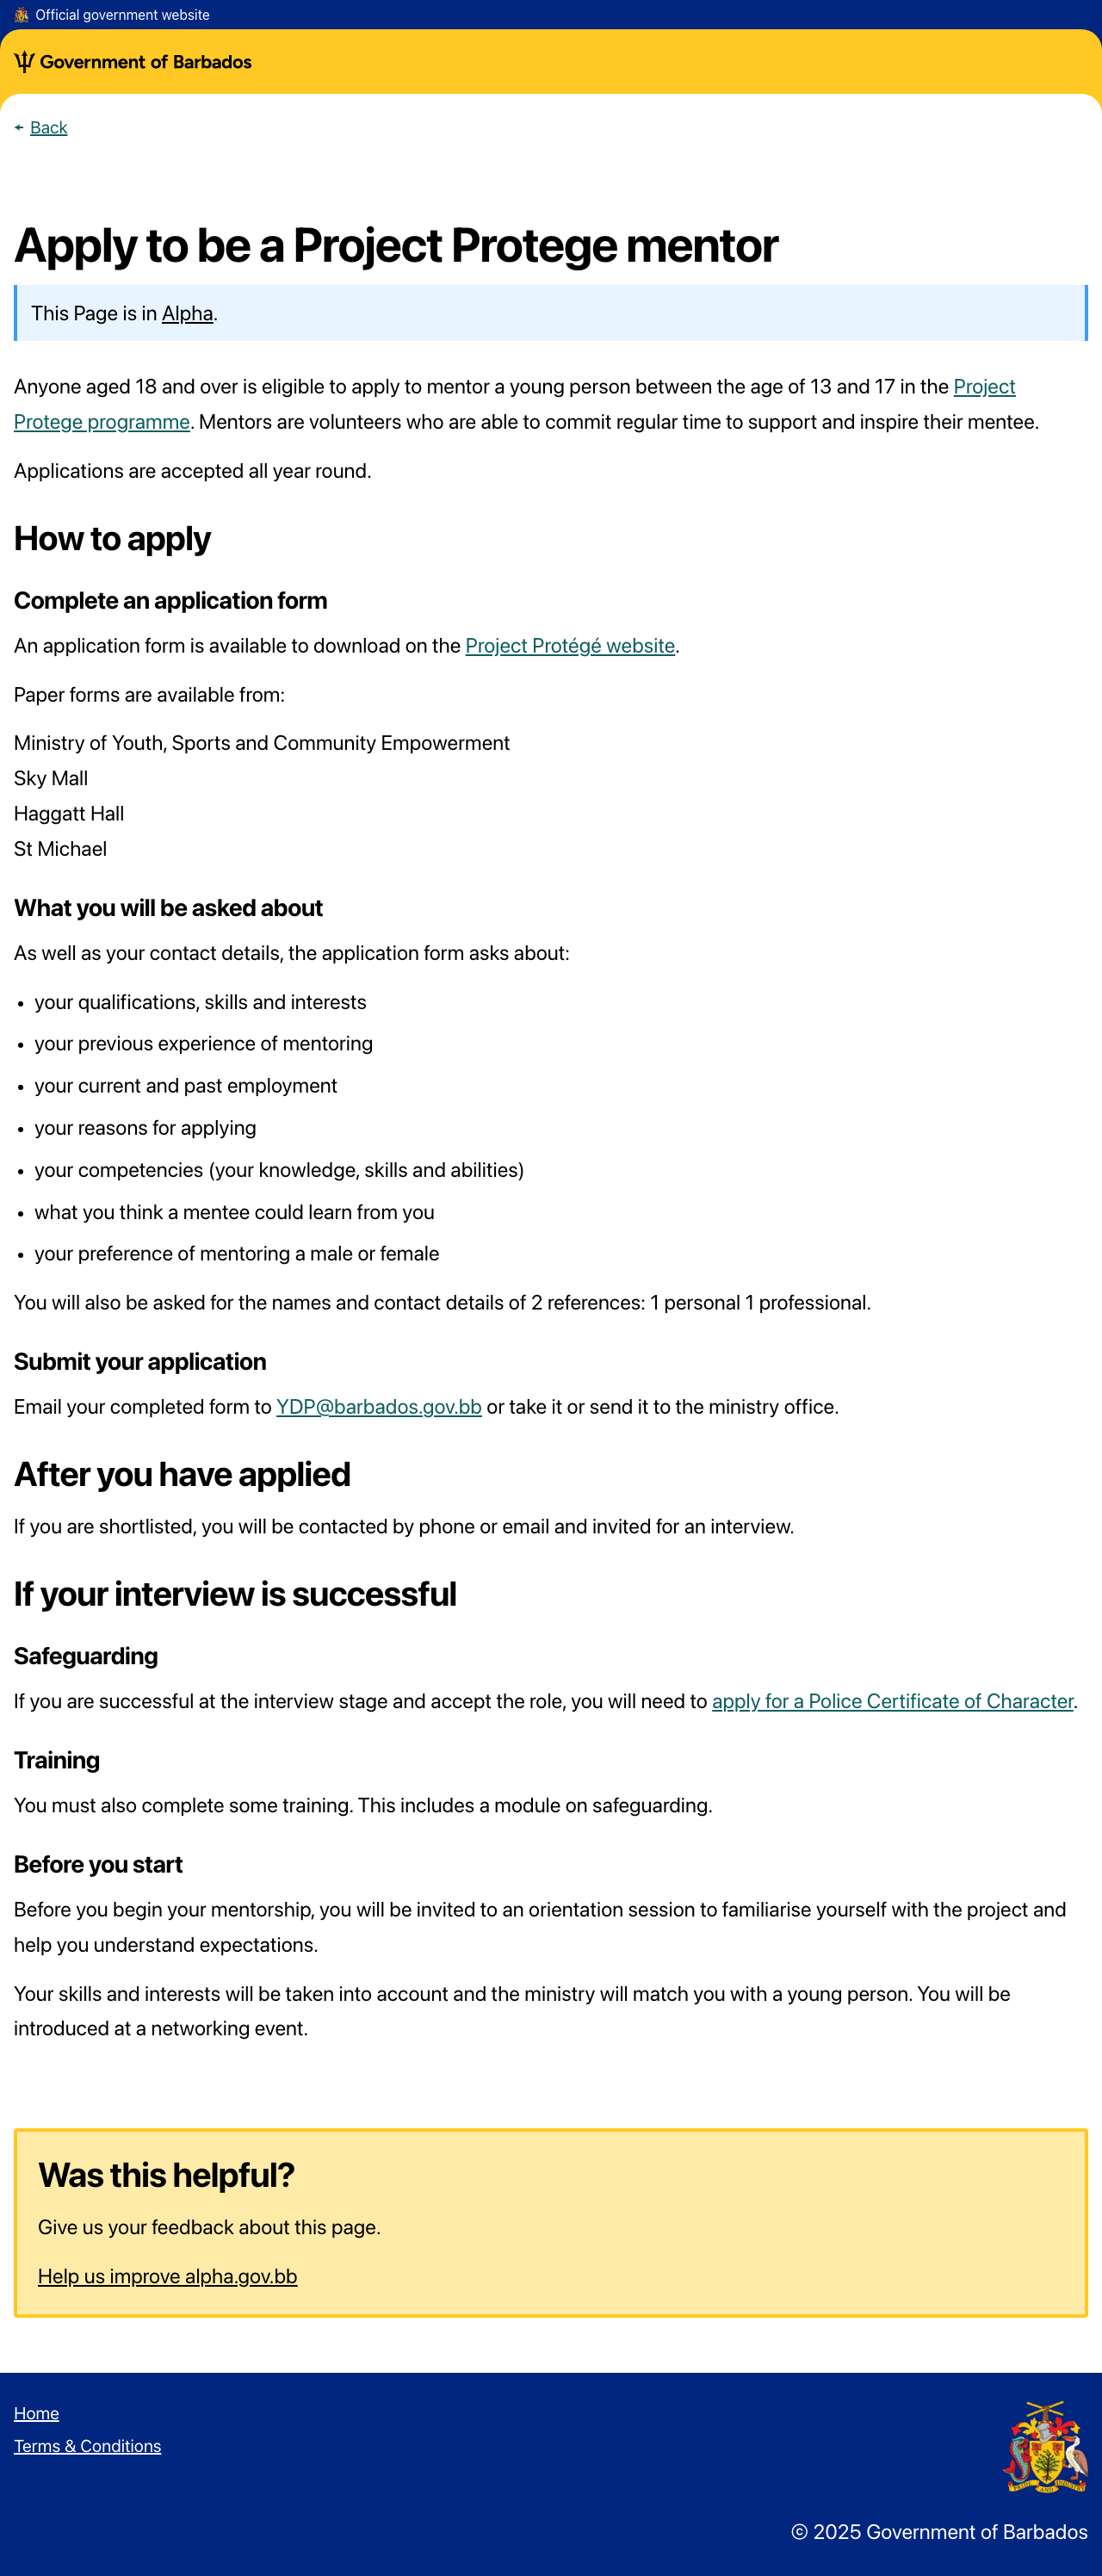 Official government website
Government of Barbados
Back
Apply to be a Project Protege mentor
This Page is in Alpha.
Anyone aged 18 and over is eligible to apply to mentor a young person between the age of 13 and 17 in the Project
Protege programme. Mentors are volunteers who are able to commit regular time to support and inspire their mentee.
Applications are accepted all year round.
How to apply
Complete an application form
An application form is available to download on the Project Protégé website.
Paper forms are available from:
Ministry of Youth, Sports and Community Empowerment
Sky Mall
Haggatt Hall
St Michael
What you will be asked about
As well as your contact details, the application form asks about:
• your qualifications, skills and interests
• your previous experience of mentoring
• your current and past employment
• your reasons for applying
• your competencies (your knowledge, skills and abilities)
• what you think a mentee could learn from you
• your preference of mentoring a male or female
You will also be asked for the names and contact details of 2 references: 1 personal 1 professional.
Submit your application
Email your completed form to YDP@barbados.gov.bb or take it or send it to the ministry office.
After you have applied
If you are shortlisted, you will be contacted by phone or email and invited for an interview.
If your interview is successful
Safeguarding
If you are successful at the interview stage and accept the role, you will need to apply for a Police Certificate of Character.
Training
You must also complete some training. This includes a module on safeguarding.
Before you start
Before you begin your mentorship, you will be invited to an orientation session to familiarise yourself with the project and
help you understand expectations.
Your skills and interests will be taken into account and the ministry will match you with a young person. You will be
introduced at a networking event.
Was this helpful?
Give us your feedback about this page.
Help us improve alpha.gov.bb
Home
Terms & Conditions
PRIDE AND INDUSTRY
© 2025 Government of Barbados